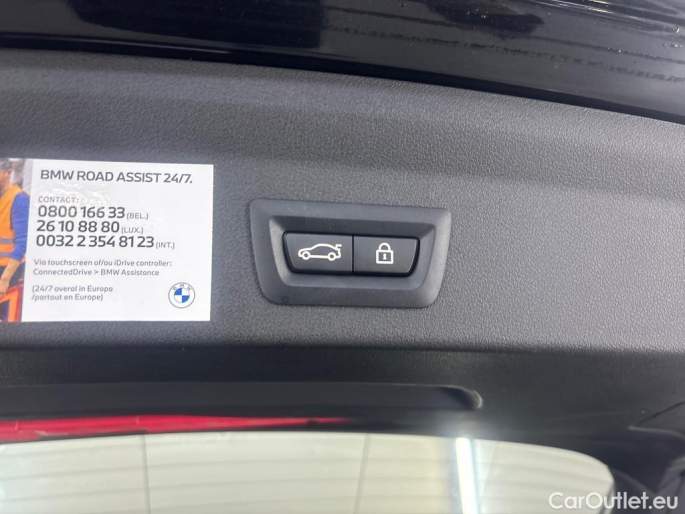 BMW ROAD ASSIST 24/7.
CONTACT:
0800 166 33 (BEL.)
26 10 88 80 (LUX.)
0032 2 354 81 23 (INT.)
Via touchscreen of/ou iDrive controller:
ConnectedDrive > BMW Assistance
(24/7 overal in Europa
/partout en Europe)
CarOutlet.eu